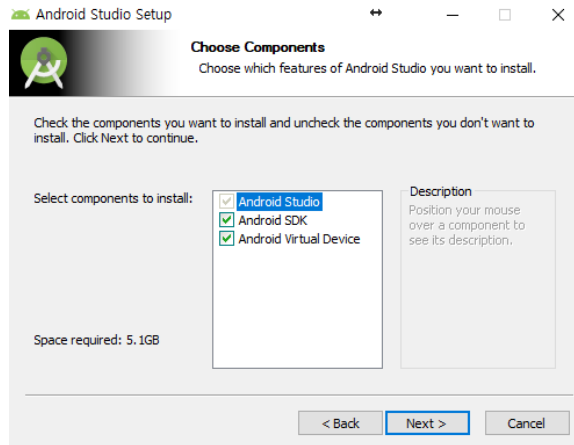 Android Studio Setup
Choose Components
Choose which features of Android Studio you want to install.
Check the components you want to install and uncheck the components you don't want to
install. Click Next to continue.
Select components to install:
Android Studio
Android SDK
Android Virtual Device
Description
Position your mouse
over a component to
see its description.
Space required: 5.1GB
< Back
Next >
Cancel